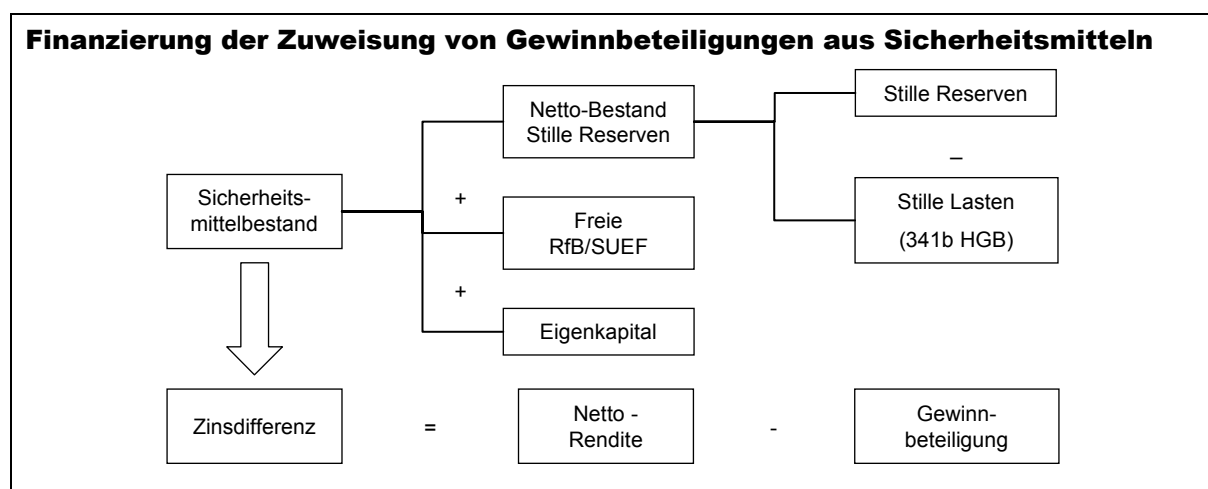 Finanzierung der Zuweisung von Gewinnbeteiligungen aus Sicherheitsmitteln
Netto-Bestand
Stille Reserven
Stille Reserven
–
Sicherheits-
mittelbestand
+
Freie
RfB/SUEF
Stille Lasten
(341b HGB)
+
Eigenkapital
Zinsdifferenz
=
Netto -
Rendite
-
Gewinn-
beteiligung